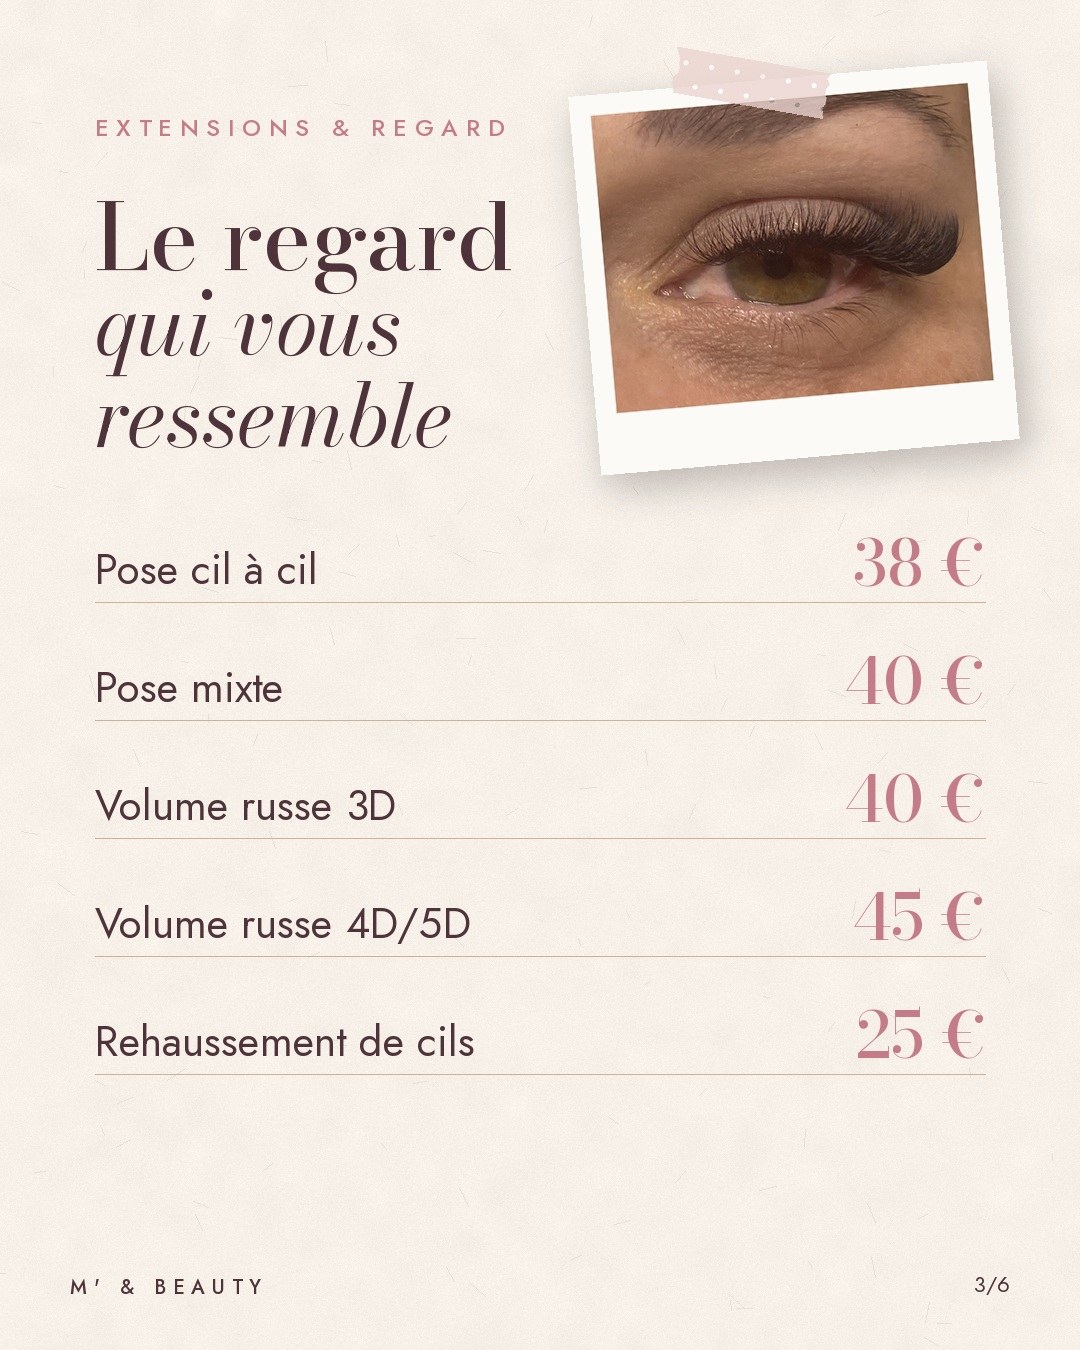 EXTENSIONS & REGARD
Le regard
qui vous
ressemble
Pose cil à cil 38 €
Pose mixte 40 €
Volume russe 3D 40 €
Volume russe 4D/5D 45 €
Rehaussement de cils 25 €
M' & BEAUTY 3/6